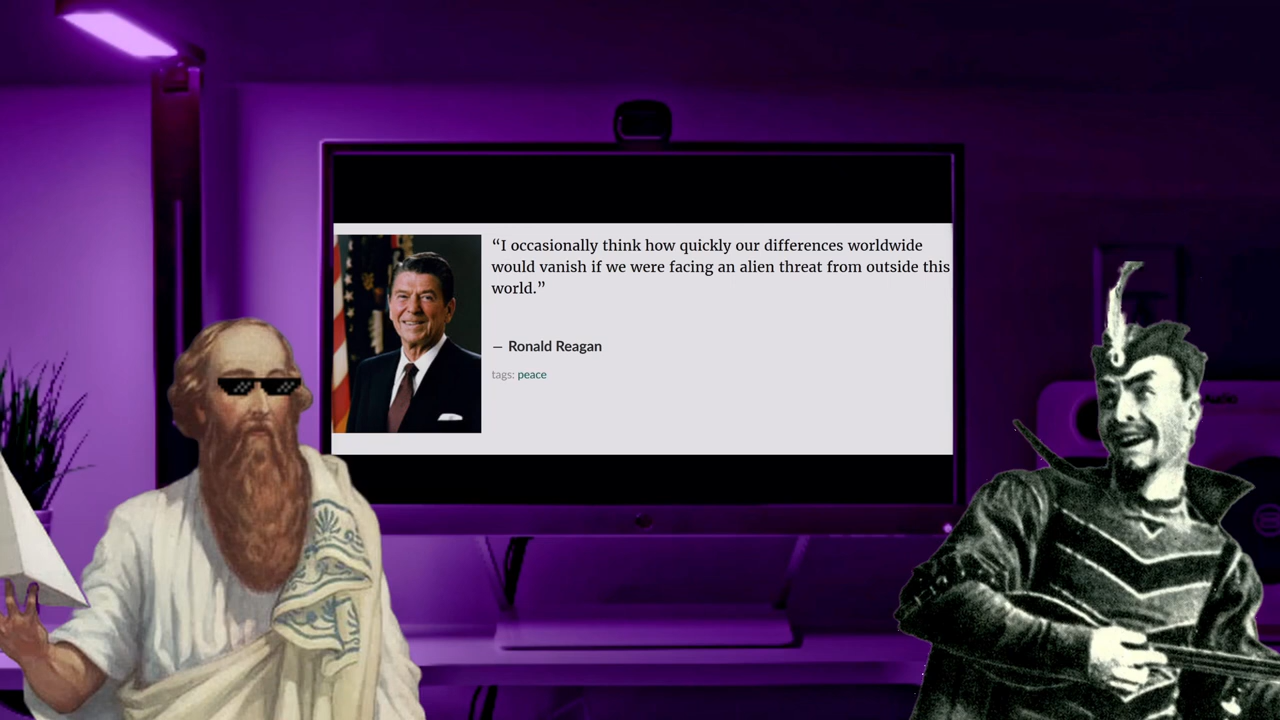 “I occasionally think how quickly our differences worldwide
would vanish if we were facing an alien threat from outside this
world.”
― Ronald Reagan
tags: peace
Audio